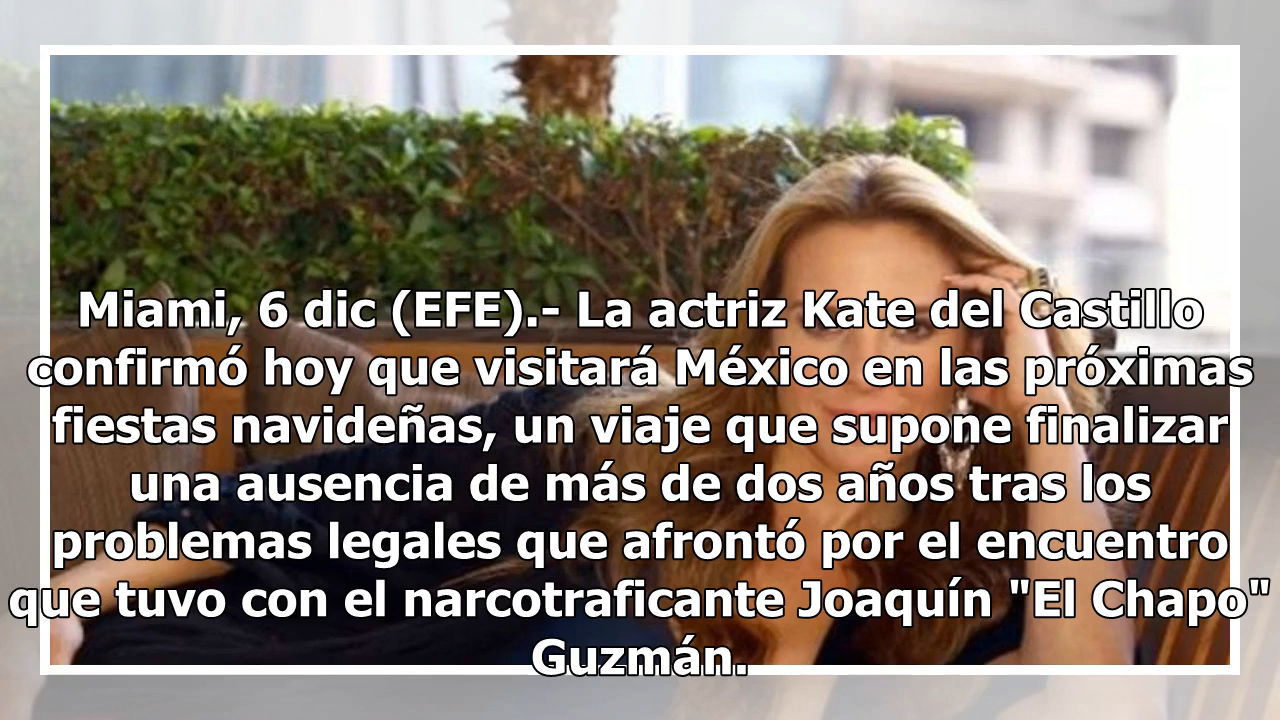 Miami, 6 dic (EFE).- La actriz Kate del Castillo
confirmó hoy que visitará México en las próximas
fiestas navideñas, un viaje que supone finalizar
una ausencia de más de dos años tras los
problemas legales que afrontó por el encuentro
que tuvo con el narcotraficante Joaquín "El Chapo"
Guzmán.